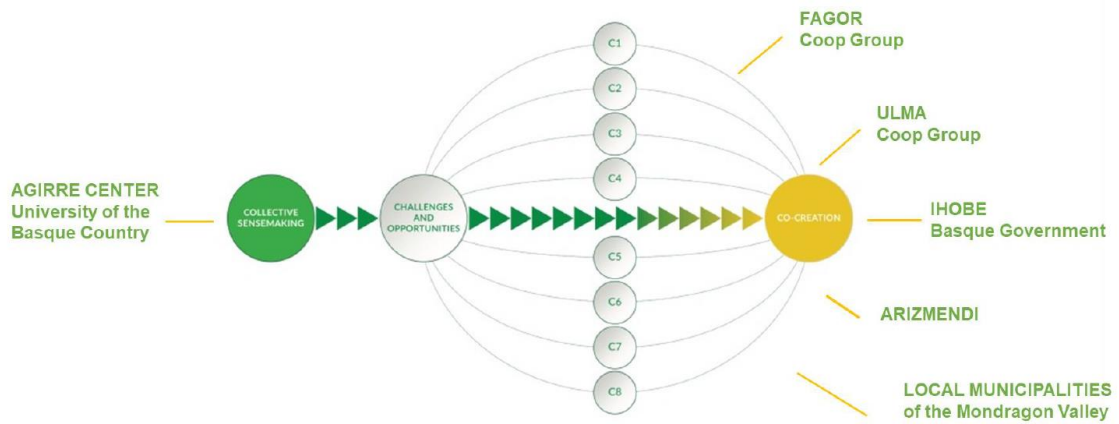 AGIRRE CENTER
University of the
Basque Country
COLLECTIVE
SENSEMAKING
CHALLENGES
AND
OPPORTUNITIES
C1
C2
C3
C4
C5
C6
C7
C8
CO-CREATION
FAGOR
Coop Group
ULMA
Coop Group
IHOBE
Basque Government
ARIZMENDI
LOCAL MUNICIPALITIES
of the Mondragon Valley